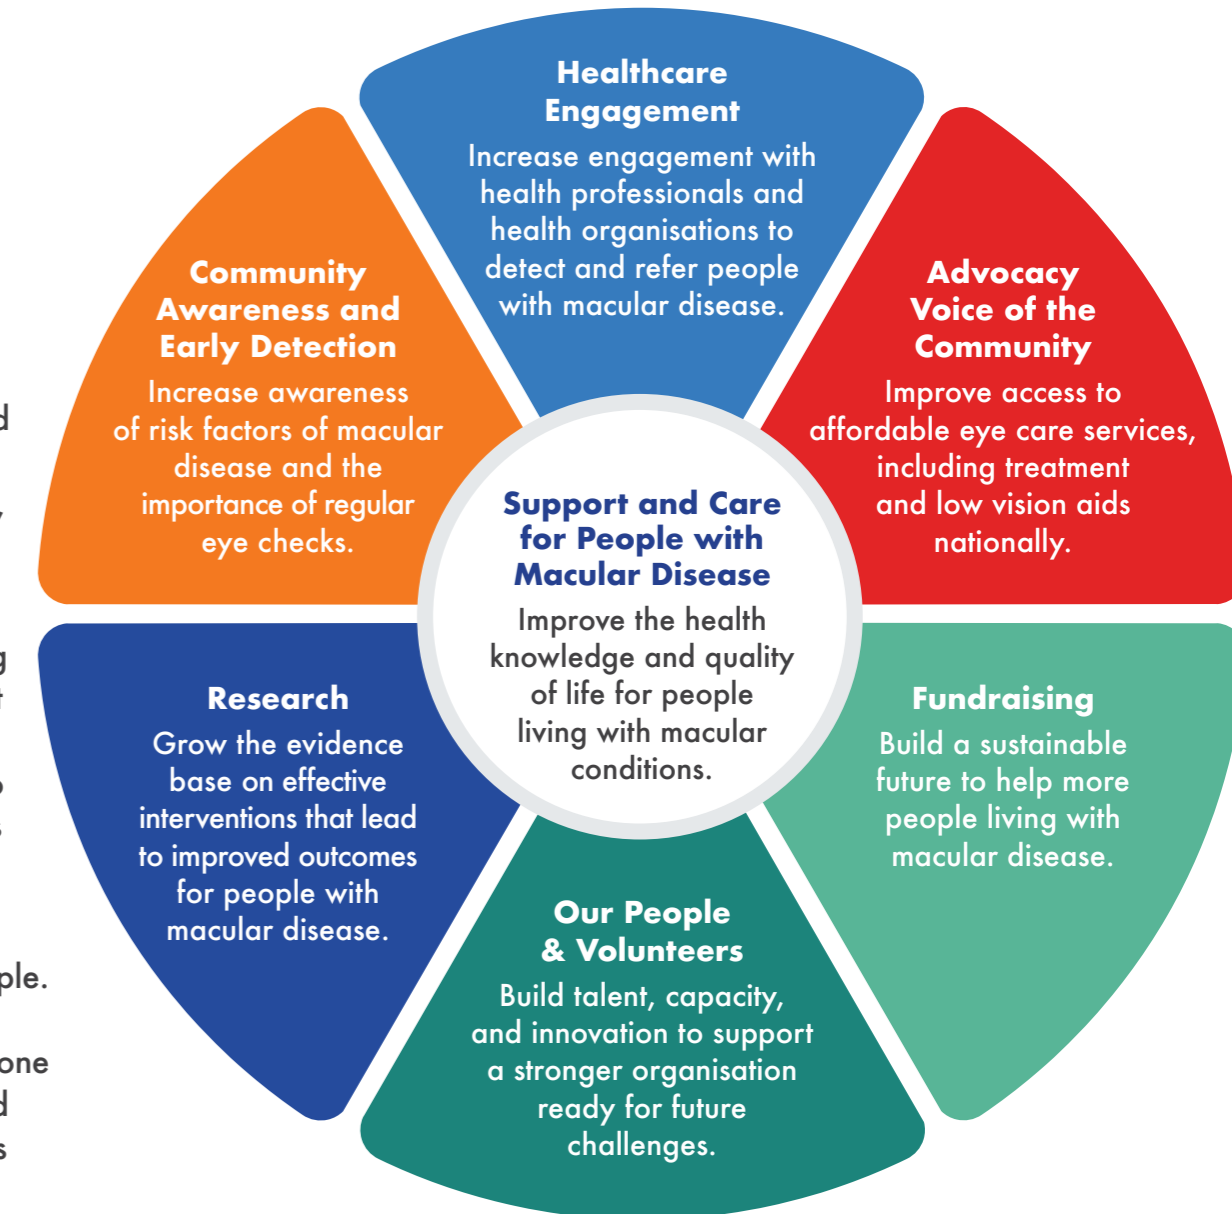 Healthcare
Engagement
Increase engagement with
health professionals and
health organisations to
detect and refer people
with macular disease.
Advocacy
Voice of the
Community
Improve access to
affordable eye care services,
including treatment
and low vision aids
nationally.
Fundraising
Build a sustainable
future to help more
people living with
macular disease.
Our People
& Volunteers
Build talent, capacity,
and innovation to support
a stronger organisation
ready for future
challenges.
Research
Grow the evidence
base on effective
interventions that lead
to improved outcomes
for people with
macular disease.
Community
Awareness and
Early Detection
Increase awareness
of risk factors of macular
disease and the
importance of regular
eye checks.
Support and Care
for People with
Macular Disease
Improve the health
knowledge and quality
of life for people
living with macular
conditions.